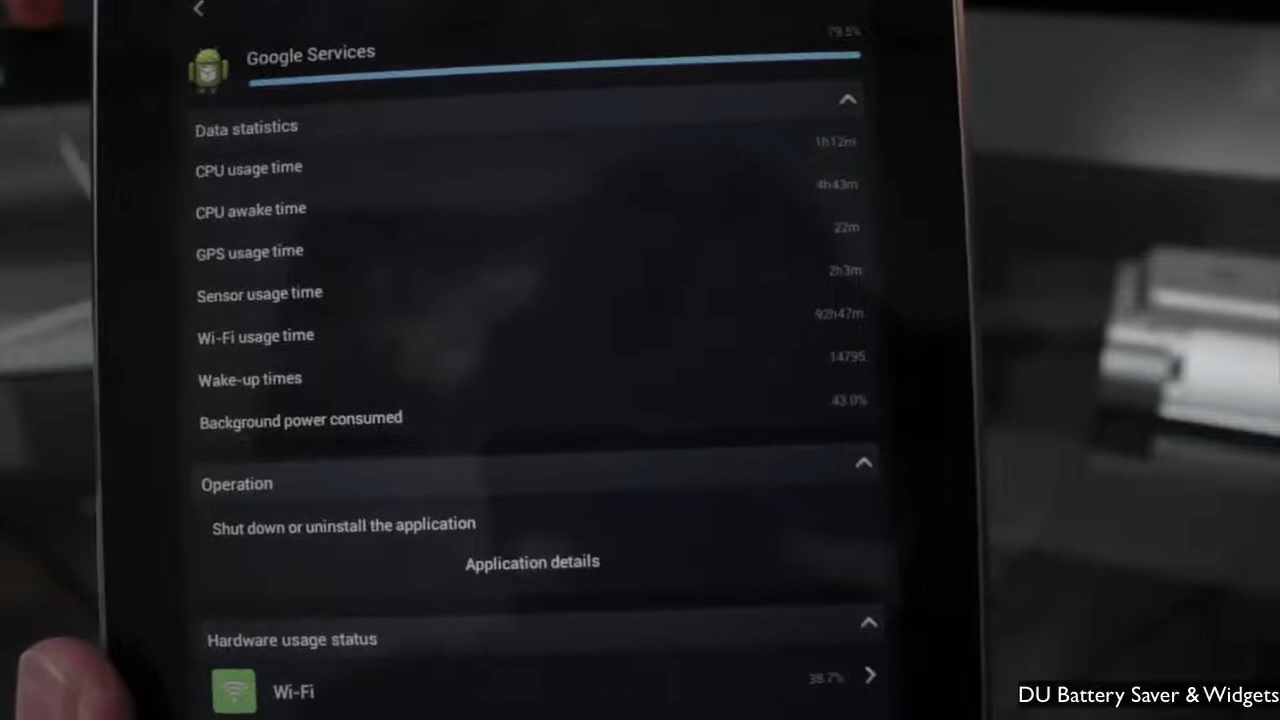 Google Services 79.5%
Data statistics
CPU usage time 1h12m
CPU awake time 4h43m
GPS usage time 22m
Sensor usage time 2h3m
Wi-Fi usage time 92h47m
Wake-up times 14795
Background power consumed 43.0%
Operation
Shut down or uninstall the application
Application details
Hardware usage status
Wi-Fi 38.7%
DU Battery Saver & Widgets